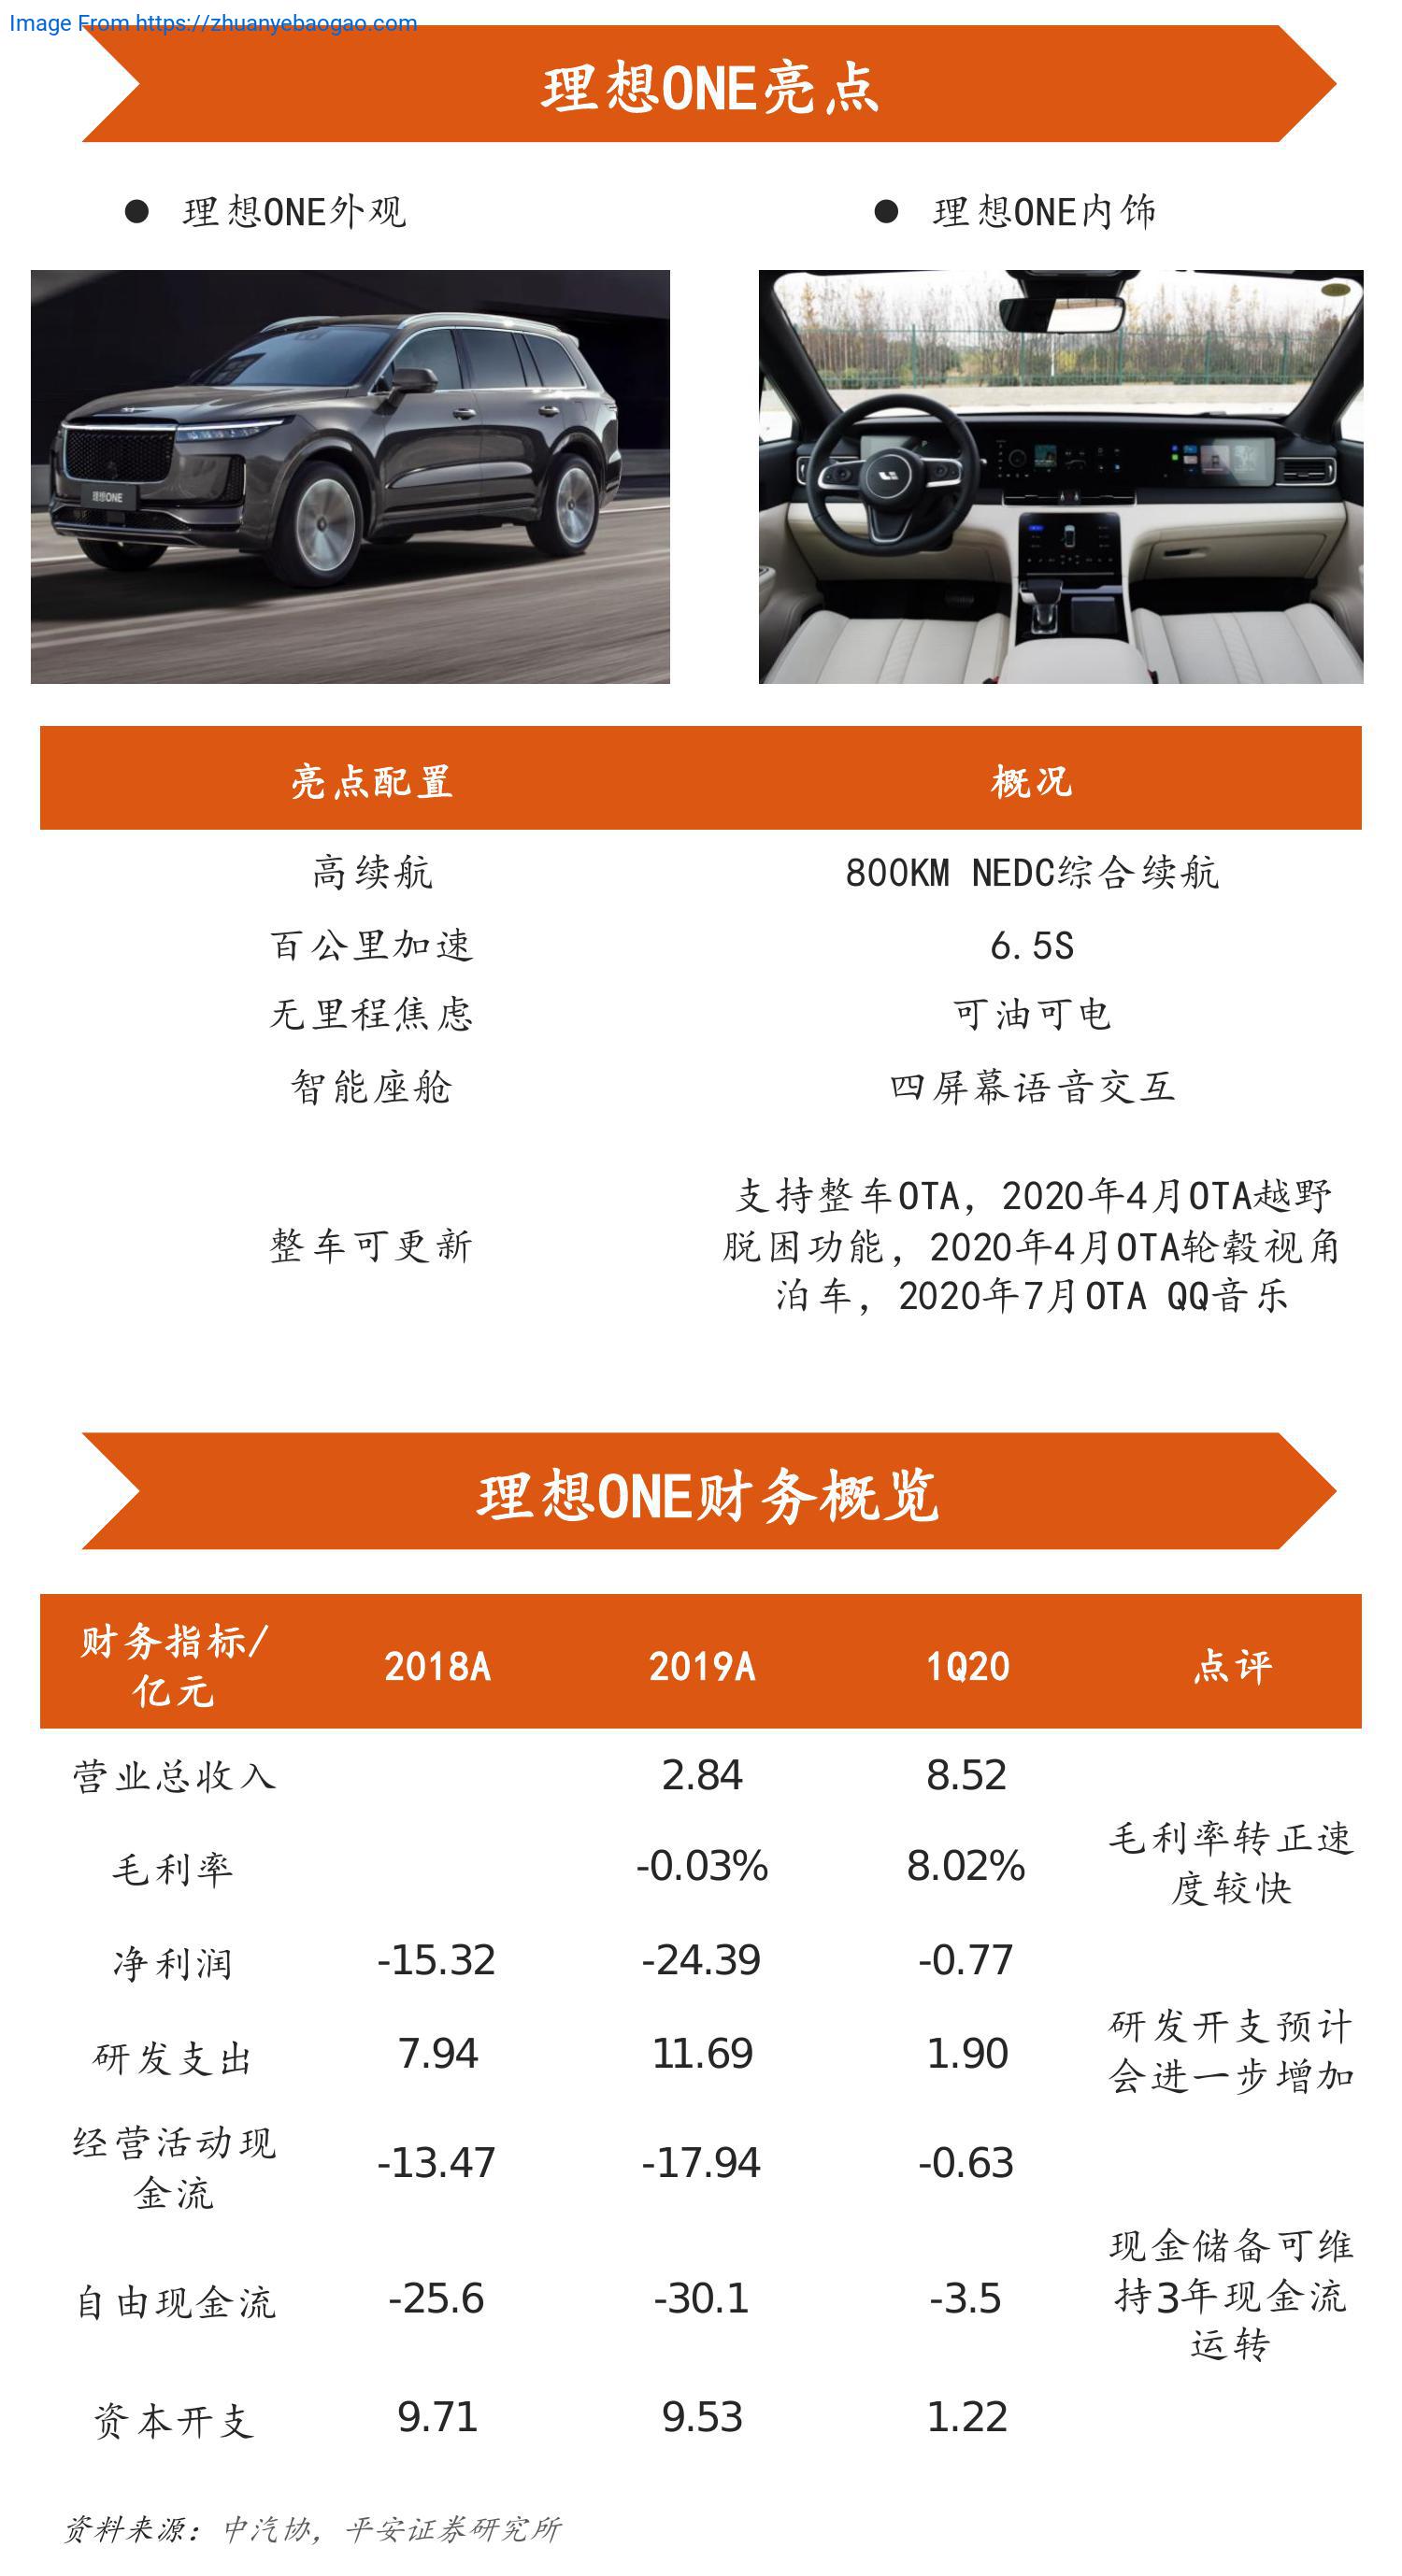 Image From https://zhuanyebaogao.com
理想ONE亮点
● 理想ONE外观
● 理想ONE内饰
理想ONE
亮点配置 概况
高续航 800KM NEDC综合续航
百公里加速 6.5S
无里程焦虑 可油可电
智能座舱 四屏幕语音交互
整车可更新
支持整车OTA，2020年4月OTA越野
脱困功能，2020年4月OTA轮毂视角
泊车，2020年7月OTA QQ音乐
理想ONE财务概览
财务指标/
亿元
2018A 2019A 1Q20 点评
营业总收入 2.84 8.52
毛利率 -0.03% 8.02%
毛利率转正速
度较快
净利润 -15.32 -24.39 -0.77
研发支出 7.94 11.69 1.90
研发开支预计
会进一步增加
经营活动现
金流
-13.47 -17.94 -0.63
自由现金流 -25.6 -30.1 -3.5
现金储备可维
持3年现金流
运转
资本开支 9.71 9.53 1.22
资料来源：中汽协，平安证券研究所